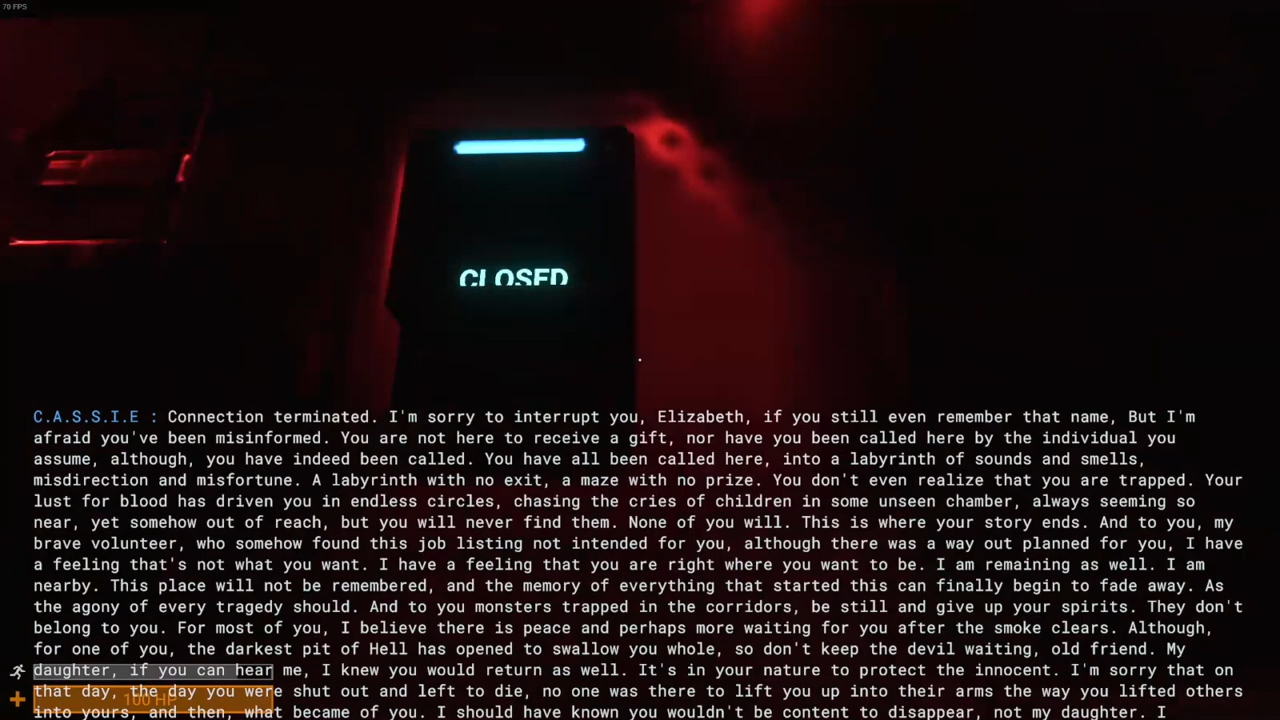 70 FPS
CLOSED
C.A.S.S.I.E : Connection terminated. I'm sorry to interrupt you, Elizabeth, if you still even remember that name, But I'm
afraid you've been misinformed. You are not here to receive a gift, nor have you been called here by the individual you
assume, although, you have indeed been called. You have all been called here, into a labyrinth of sounds and smells,
misdirection and misfortune. A labyrinth with no exit, a maze with no prize. You don't even realize that you are trapped. Your
lust for blood has driven you in endless circles, chasing the cries of children in some unseen chamber, always seeming so
near, yet somehow out of reach, but you will never find them. None of you will. This is where your story ends. And to you, my
brave volunteer, who somehow found this job listing not intended for you, although there was a way out planned for you, I have
a feeling that's not what you want. I have a feeling that you are right where you want to be. I am remaining as well. I am
nearby. This place will not be remembered, and the memory of everything that started this can finally begin to fade away. As
the agony of every tragedy should. And to you monsters trapped in the corridors, be still and give up your spirits. They don't
belong to you. For most of you, I believe there is peace and perhaps more waiting for you after the smoke clears. Although,
for one of you, the darkest pit of Hell has opened to swallow you whole, so don't keep the devil waiting, old friend. My
daughter, if you can hear me, I knew you would return as well. It's in your nature to protect the innocent. I'm sorry that on
that day, the day you were shut out and left to die, no one was there to lift you up into their arms the way you lifted others
100 HP
into yours, and then, what became of you. I should have known you wouldn't be content to disappear, not my daughter. I